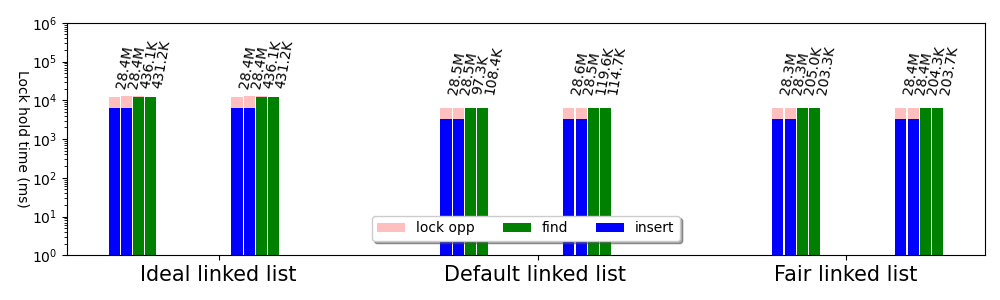 Lock hold time (ms)
10^6
10^5
10^4
10^3
10^2
10^1
10^0
28.4M
28.4M
436.1K
431.2K
28.4M
28.4M
436.1K
431.2K
28.5M
28.5M
97.3K
108.4K
28.6M
28.5M
119.6K
114.7K
28.3M
28.3M
205.0K
203.3K
28.4M
28.4M
204.3K
203.7K
lock opp find insert
Ideal linked list Default linked list Fair linked list